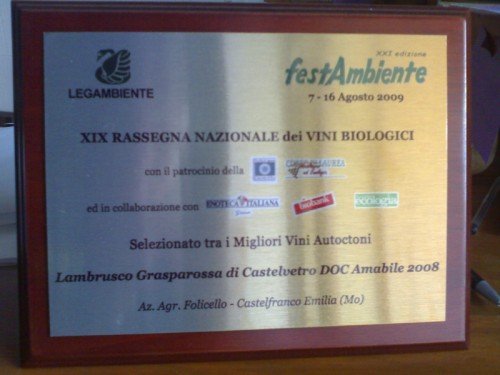 LEGAMBIENTE
XXI edizione
festAmbiente
7 - 16 Agosto 2009
XIX RASSEGNA NAZIONALE dei VINI BIOLOGICI
con il patrocinio della
ed in collaborazione con ENOTECA ITALIANA biobank ecologia
Selezionato tra i Migliori Vini Autoctoni
Lambrusco Grasparossa di Castelvetro DOC Amabile 2008
Az. Agr. Folicello - Castelfranco Emilia (Mo)